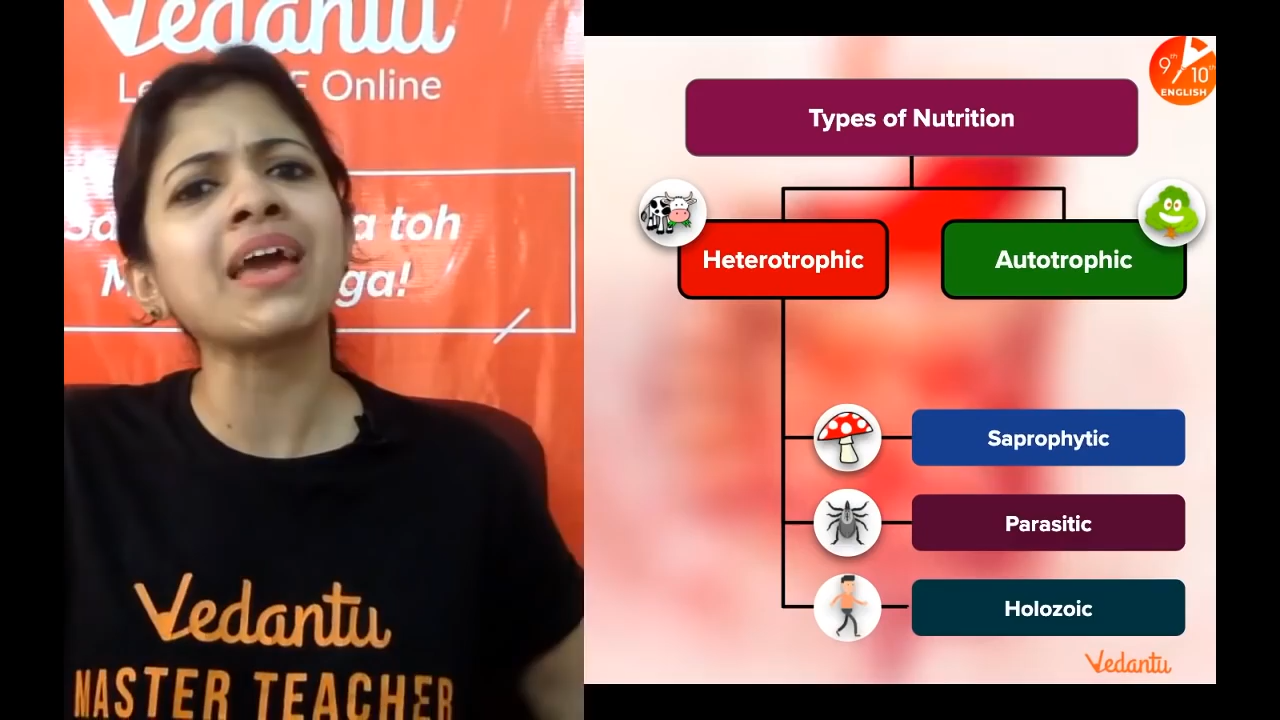 Vedantu
Online
a toh
ga!
Vedantu
MASTER TEACHER
9th
10th
ENGLISH
Types of Nutrition
Heterotrophic
Autotrophic
Saprophytic
Parasitic
Holozoic
Vedantu